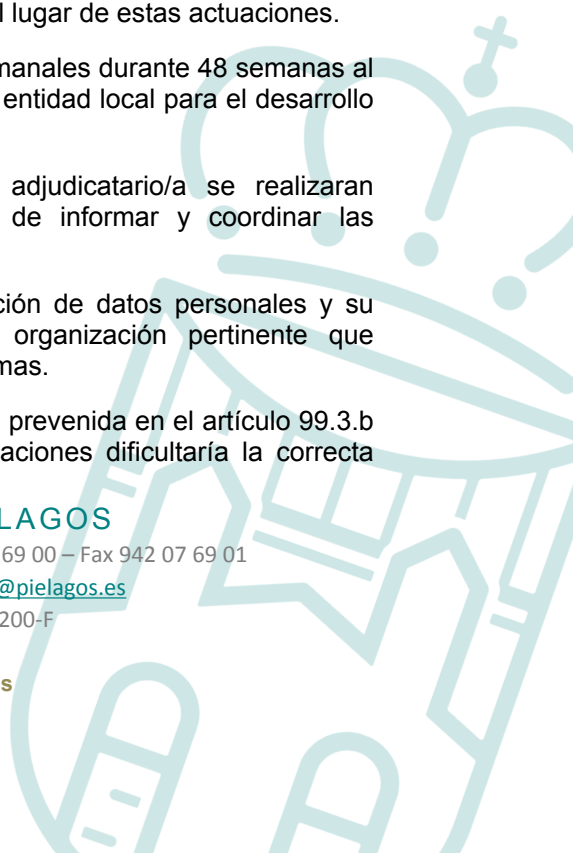 l lugar de estas actuaciones.
manales durante 48 semanales al
entidad local para el desarrollo
adjudicatario/a se realizaran
de informar y coordinar las
ción de datos personales y su
organización pertinente que
mas.
prevenida en el artículo 99.3.b
aciones dificultaría la correcta
LAGOS
69 00 – Fax 942 07 69 01
@pielagos.es
200-F
s